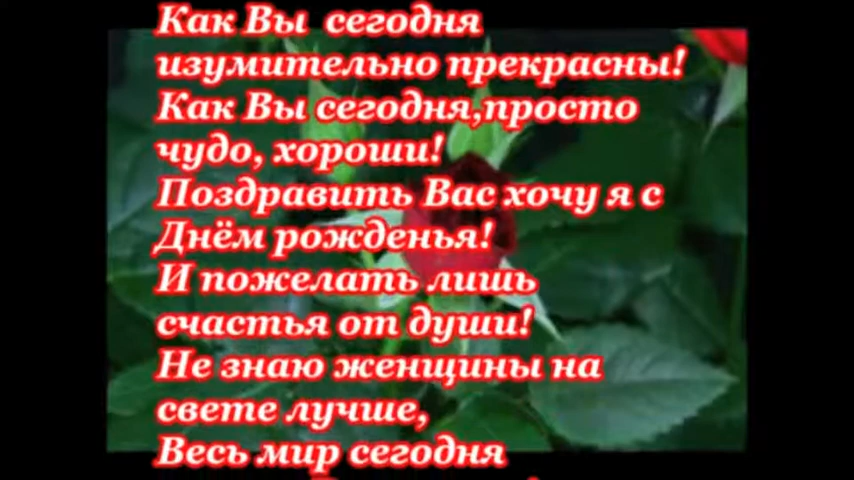 Как Вы сегодня
изумительно прекрасны!
Как Вы сегодня,просто
чудо, хороши!
Поздравить Вас хочу я с
Днём рожденья!
И пожелать лишь
счастья от души!
Не знаю женщины на
свете лучше,
Весь мир сегодня